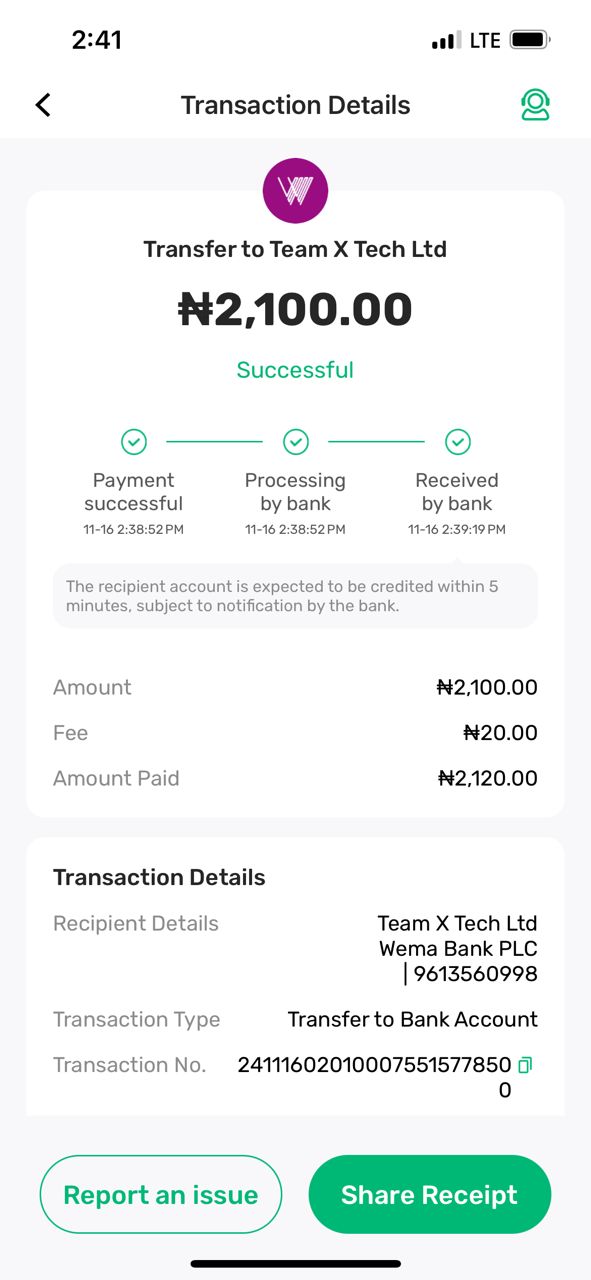 2:41
LTE
Transaction Details
Transfer to Team X Tech Ltd
₦2,100.00
Successful
Payment successful
11-16 2:38:52 PM
Processing by bank
11-16 2:38:52 PM
Received by bank
11-16 2:39:19 PM
The recipient account is expected to be credited within 5
minutes, subject to notification by the bank.
Amount ₦2,100.00
Fee ₦20.00
Amount Paid ₦2,120.00
Transaction Details
Recipient Details Team X Tech Ltd
Wema Bank PLC
| 9613560998
Transaction Type Transfer to Bank Account
Transaction No. 24111602010007551577850
0
Report an issue Share Receipt